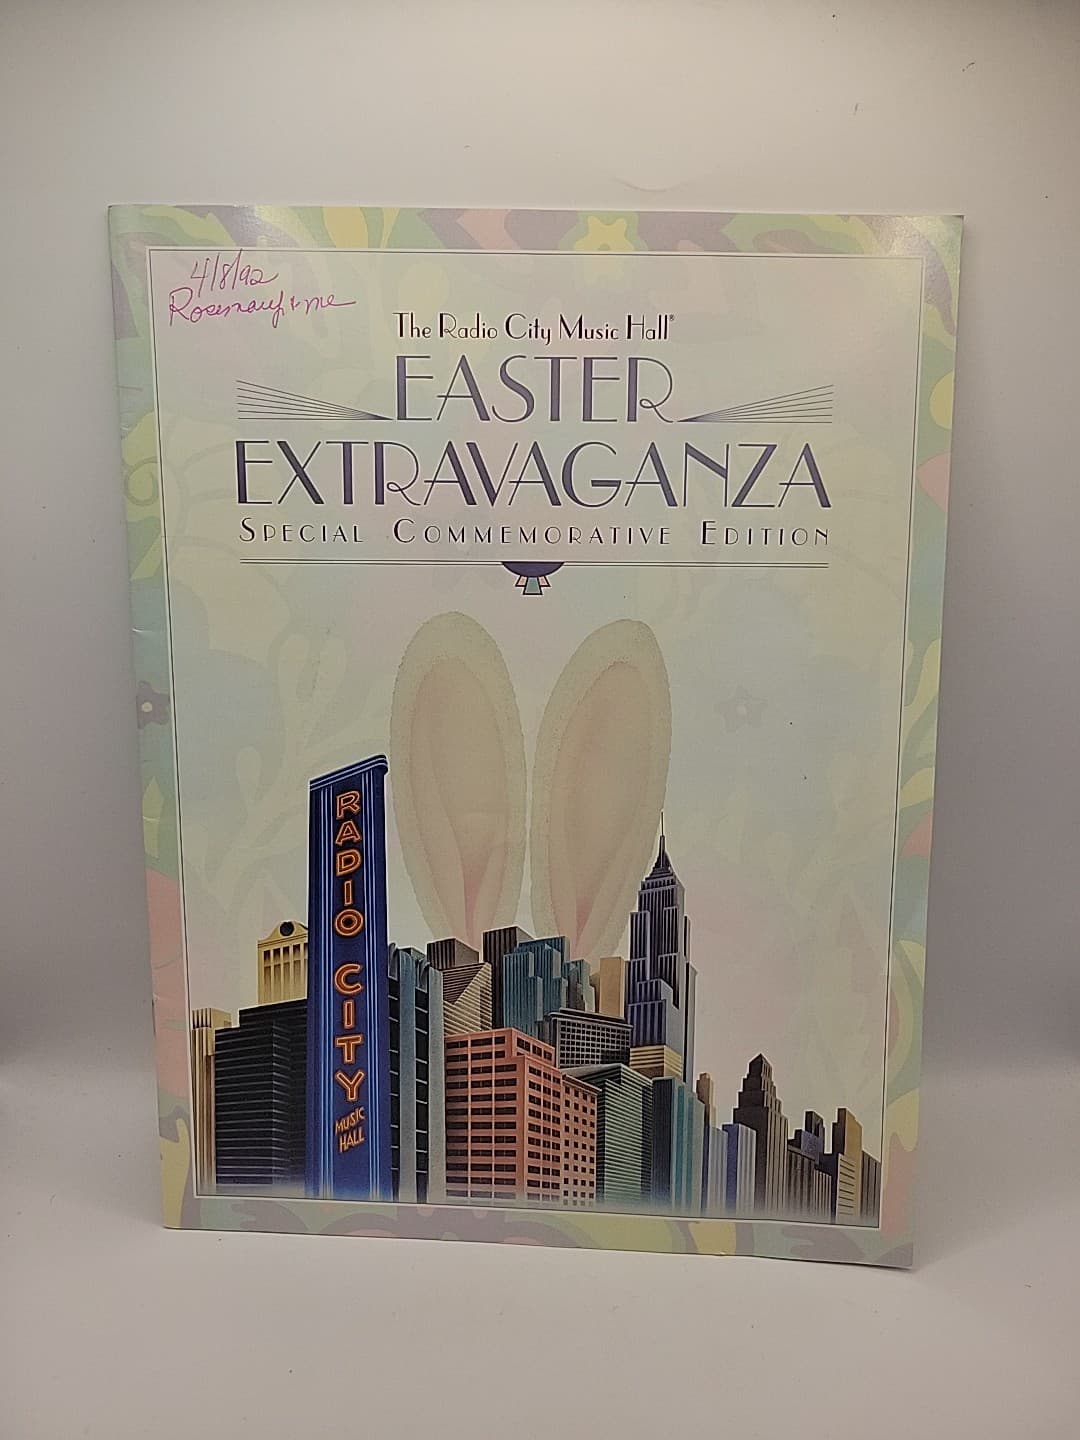 4/8/92
Rosemary & me
The Radio City Music Hall®
EASTER
EXTRAVAGANZA
SPECIAL COMMEMORATIVE EDITION
RADIO CITY
MUSIC
HALL